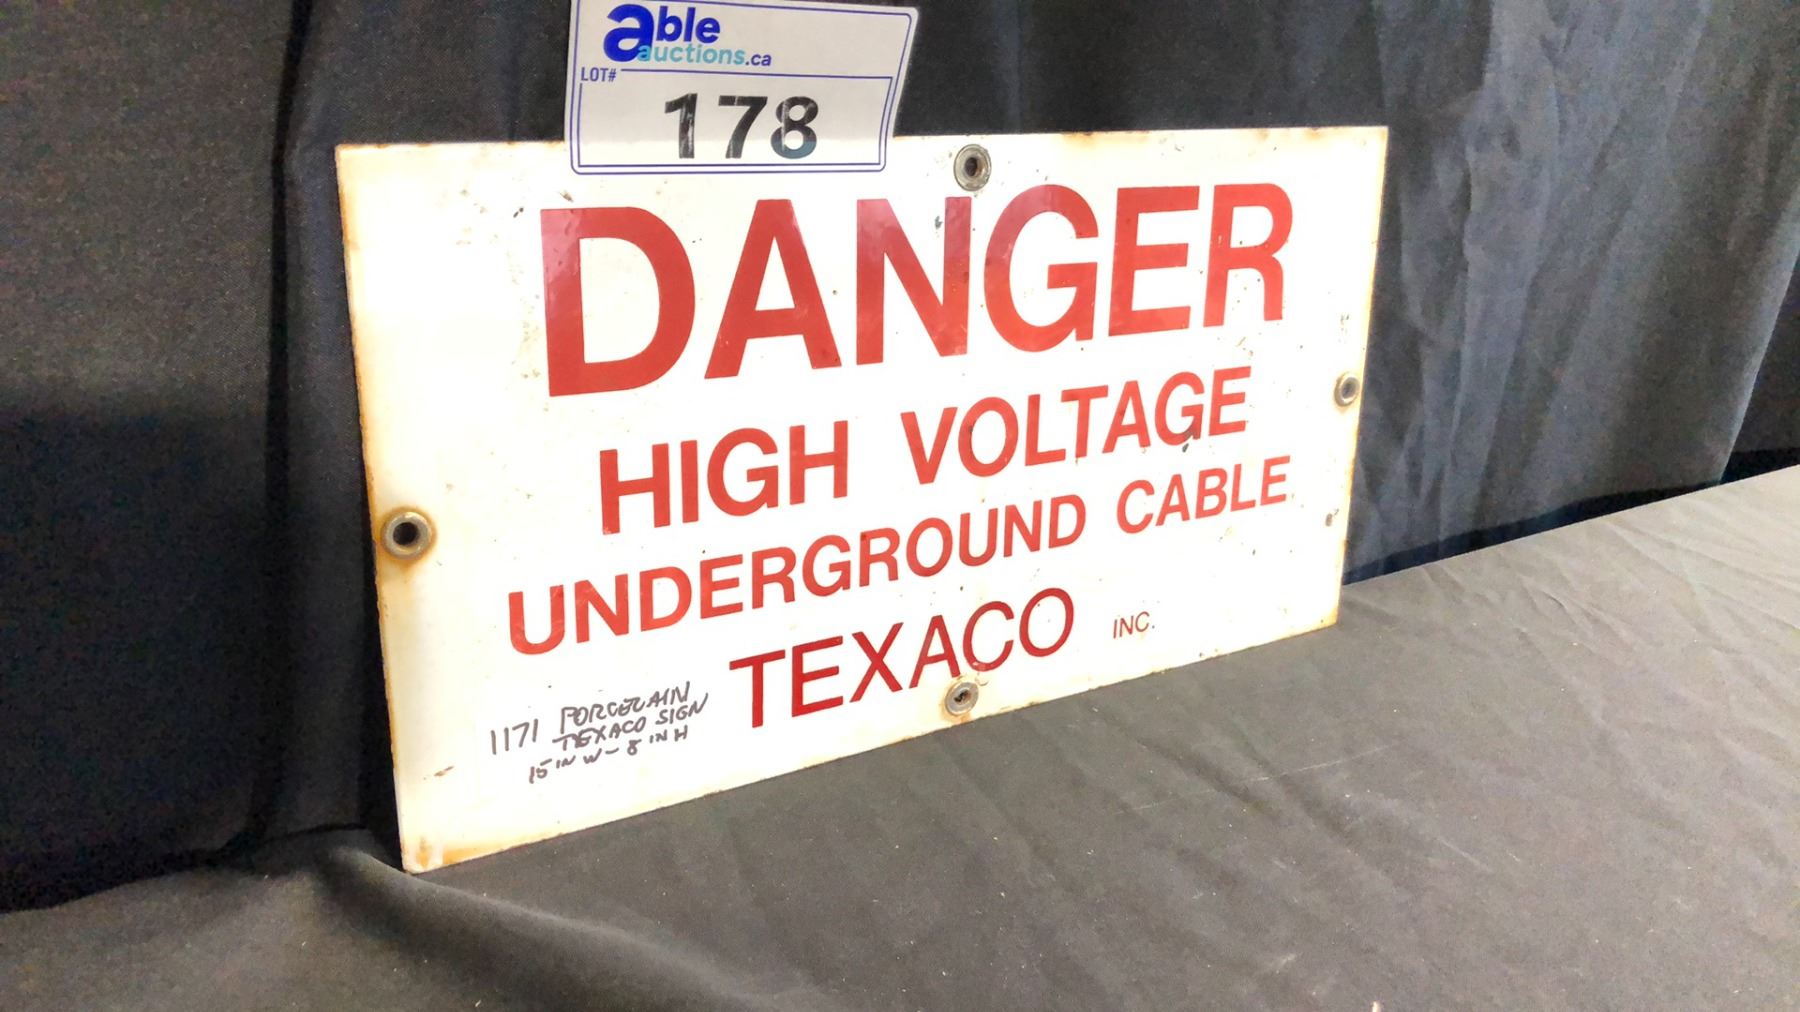 able
auctions.ca
LOT#
178
DANGER
HIGH VOLTAGE
UNDERGROUND CABLE
TEXACO INC.
1171 PORCELAIN
TEXACO SIGN
15 IN W - 8 IN H